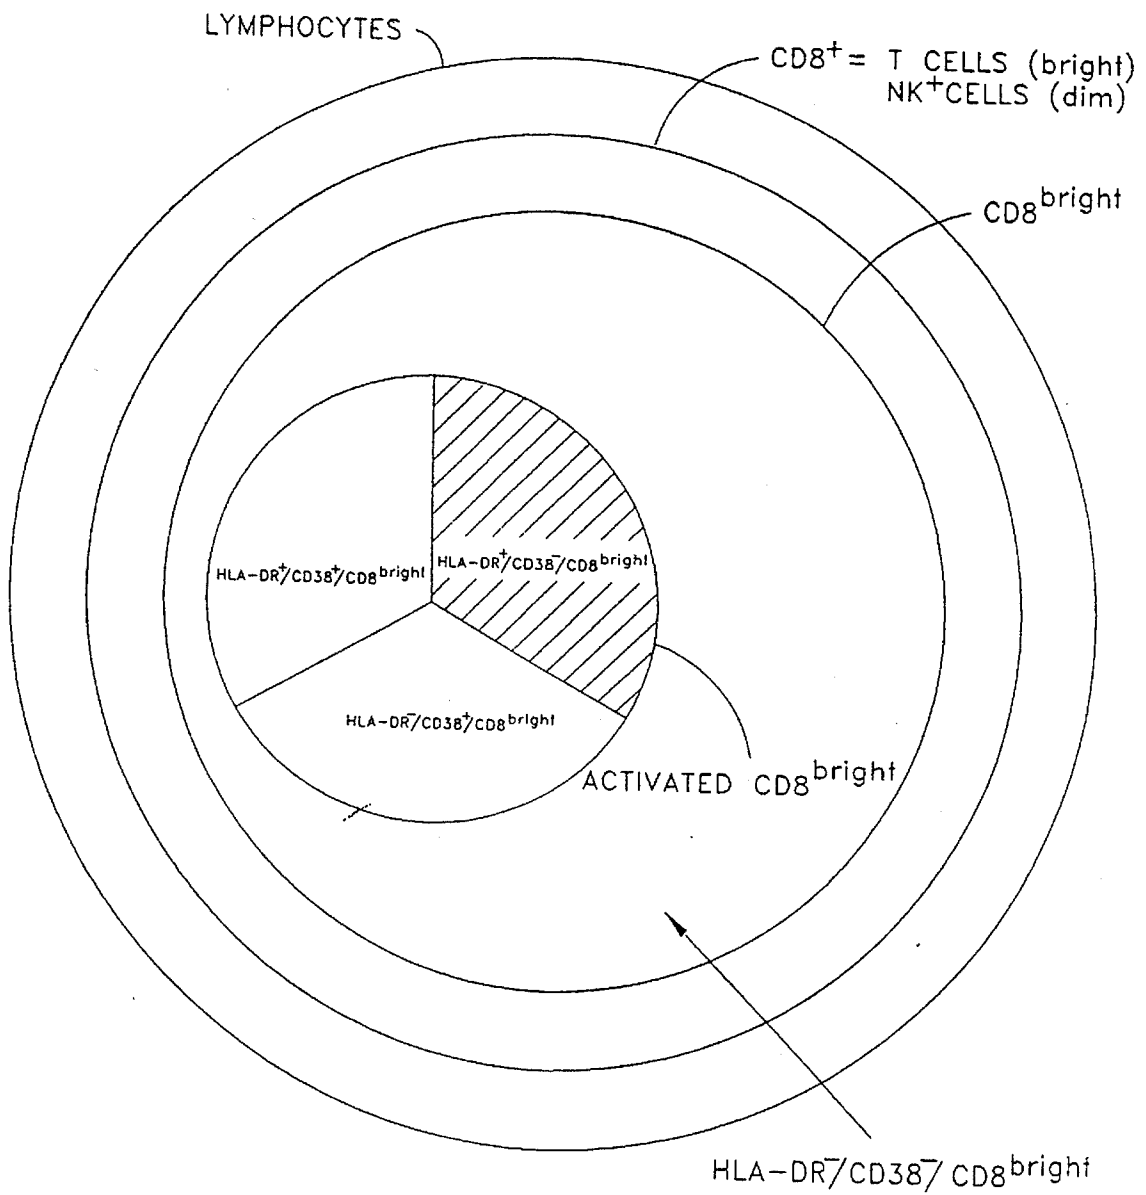 LYMPHOCYTES
CD8⁺ = T CELLS (bright)
NK⁺CELLS (dim)
CD8ᵇʳⁱᵍʰᵗ
HLA-DR⁺/CD38⁺/CD8ᵇʳⁱᵍʰᵗ
HLA-DR⁺/CD38⁻/CD8ᵇʳⁱᵍʰᵗ
HLA-DR⁻/CD38⁺/CD8ᵇʳⁱᵍʰᵗ
ACTIVATED CD8ᵇʳⁱᵍʰᵗ
HLA-DR⁻/CD38⁻/CD8ᵇʳⁱᵍʰᵗ